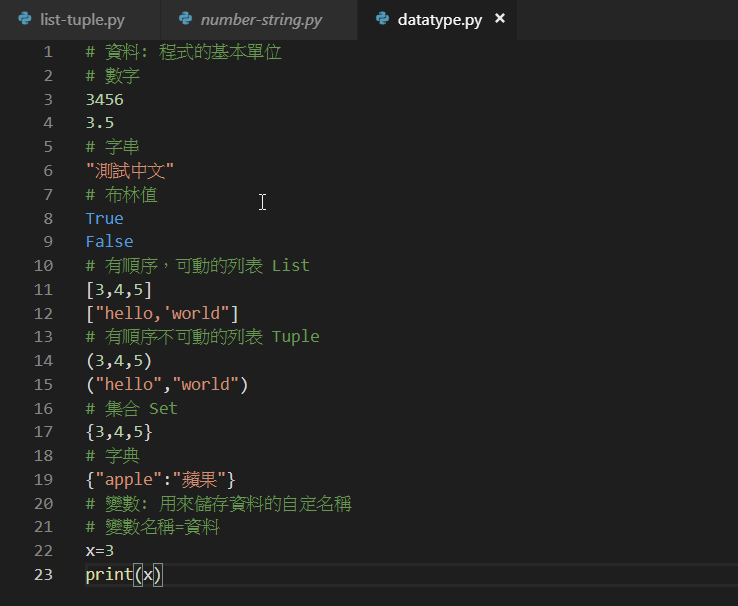 list-tuple.py number-string.py datatype.py ×
1 # 資料: 程式的基本單位
2 # 數字
3 3456
4 3.5
5 # 字串
6 "測試中文"
7 # 布林值
8 True
9 False
10 # 有順序，可動的列表 List
11 [3,4,5]
12 ["hello,'world"]
13 # 有順序不可動的列表 Tuple
14 (3,4,5)
15 ("hello","world")
16 # 集合 Set
17 {3,4,5}
18 # 字典
19 {"apple":"蘋果"}
20 # 變數: 用來儲存資料的自定名稱
21 # 變數名稱=資料
22 x=3
23 print(x)